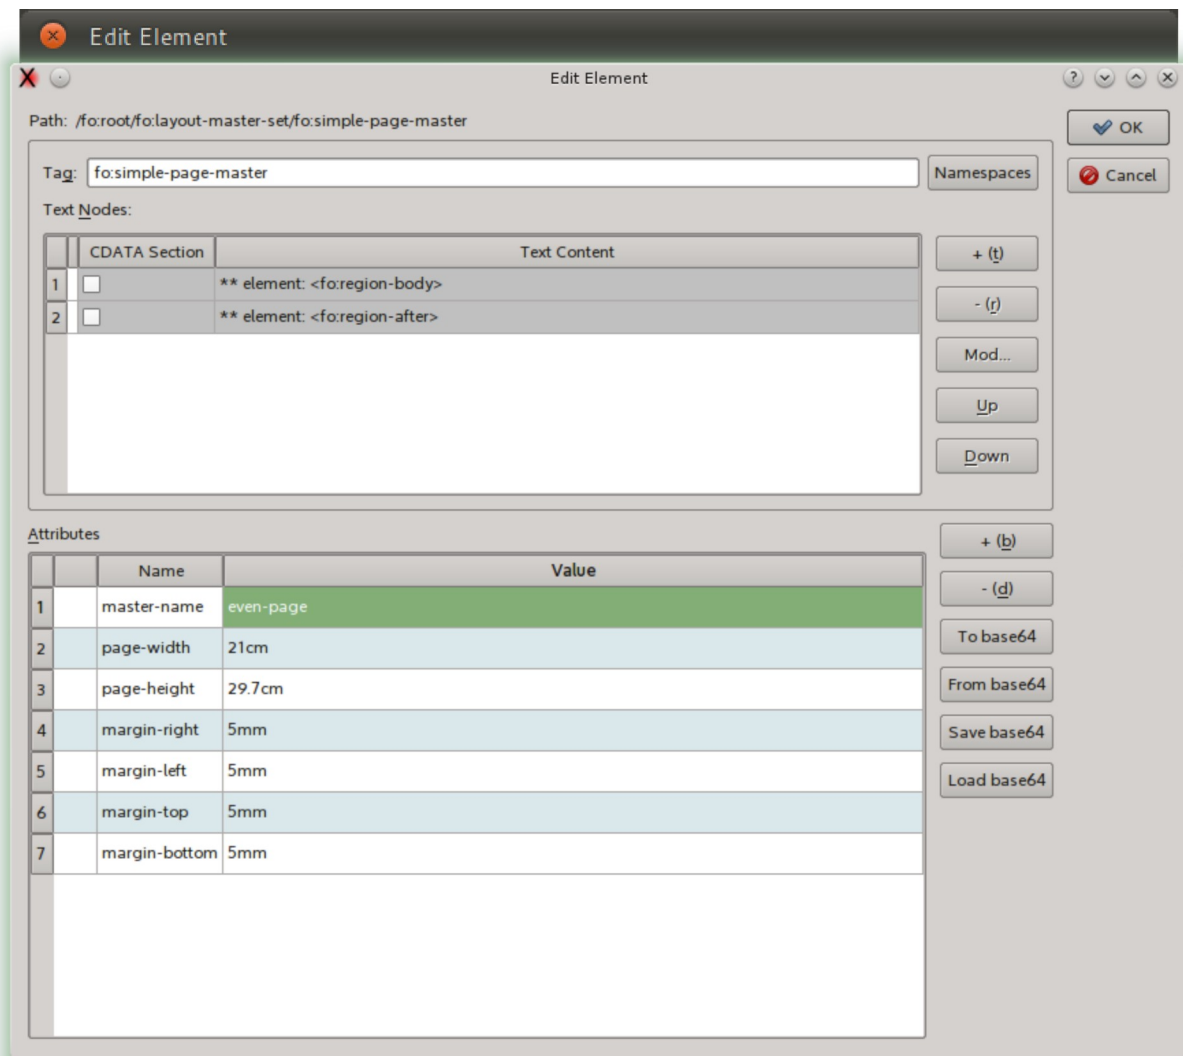 Edit Element
Edit Element
Path: /fo:root/fo:layout-master-set/fo:simple-page-master
OK
Tag: fo:simple-page-master Namespaces
Cancel
Text Nodes:
CDATA Section Text Content
+ (t)
1 ** element: <fo:region-body>
- (r)
2 ** element: <fo:region-after>
Mod...
Up
Down
Attributes
+ (b)
Name Value
- (d)
1 master-name even-page
To base64
2 page-width 21cm
From base64
3 page-height 29.7cm
Save base64
4 margin-right 5mm
Load base64
5 margin-left 5mm
6 margin-top 5mm
7 margin-bottom 5mm